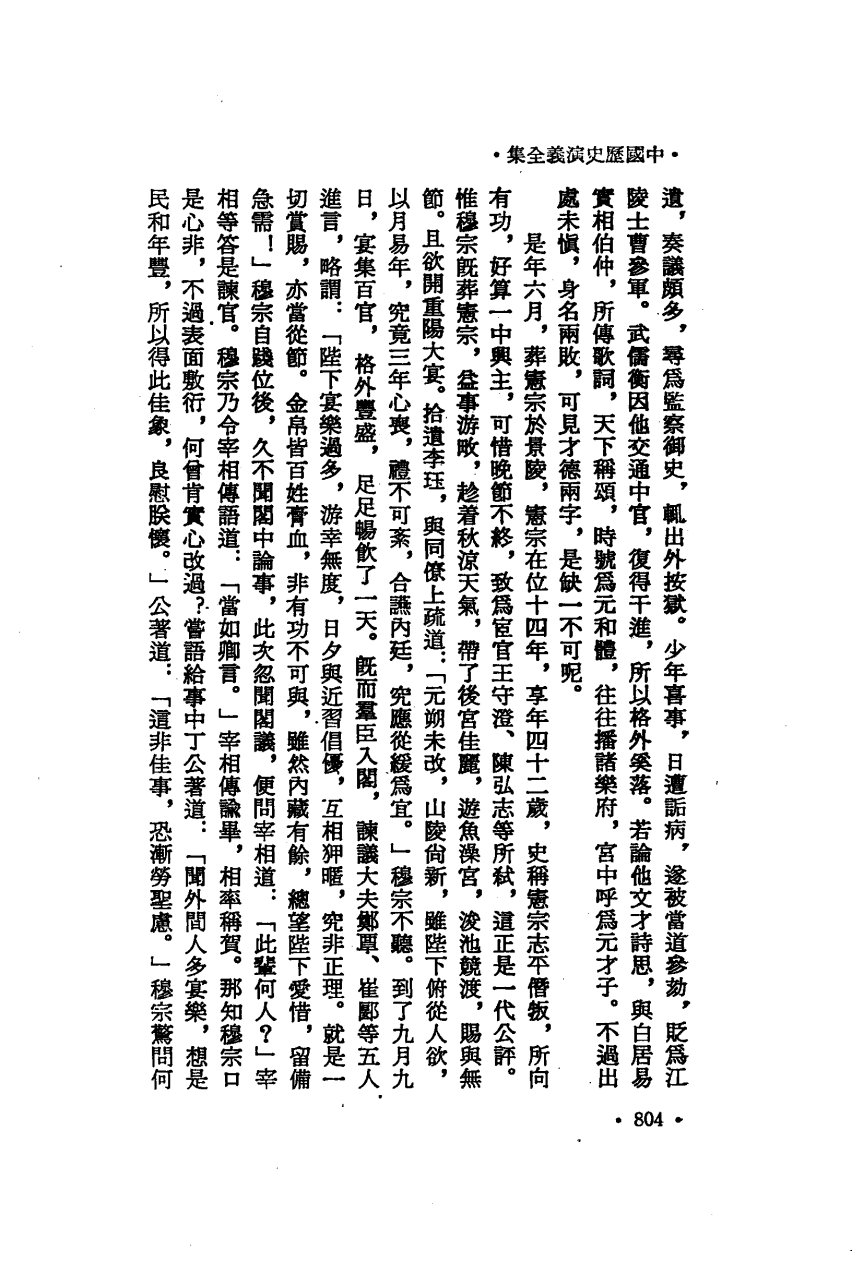 •中國歷史演義全集•
遺，奏議頗多，尋爲監察御史，輒出外按獄。少年喜事，日遭詬病，遂被當道參劾，貶爲江
陵士曹參軍。武儒衡因他交通中官，復得干進，所以格外奚落。若論他文才詩思，與白居易
實相伯仲，所傳歌詞，天下稱頌，時號爲元和體，往往播諸樂府，宮中呼爲元才子。不過出
處未愼，身名兩敗，可見才德兩字，是缺一不可呢。
是年六月，葬憲宗於景陵，憲宗在位十四年，享年四十二歲，史稱憲宗志平僭叛，所向
有功，好算一中興主，可惜晚節不終，致爲宦官王守澄、陳弘志等所弒，這正是一代公評。
惟穆宗旣葬憲宗，益事游畋，趁着秋涼天氣，帶了後宮佳麗，遊魚澡宮，浚池競渡，賜與無
節。且欲開重陽大宴。拾遺李珏，與同僚上疏道：「元朔未改，山陵尙新，雖陛下俯從人欲，
以月易年，究竟三年心喪，禮不可紊，合讌內廷，究應從緩爲宜。」穆宗不聽。到了九月九
日，宴集百官，格外豐盛，足足暢飲了一天。旣而羣臣入閣，諫議大夫鄭覃、崔郾等五人
進言，略謂：「陛下宴樂過多，游幸無度，日夕與近習倡優，互相狎暱，究非正理。就是一
切賞賜，亦當從節。金帛皆百姓膏血，非有功不可與，雖然內藏有餘，總望陛下愛惜，留備
急需！」穆宗自踐位後，久不聞閣中論事，此次忽聞閣議，便問宰相道：「此輩何人？」宰
相等答是諫官。穆宗乃令宰相傳語道：「當如卿言。」宰相傳諭畢，相率稱賀。那知穆宗口
是心非，不過表面敷衍，何曾肯實心改過？嘗語給事中丁公著道：「聞外間人多宴樂，想是
民和年豐，所以得此佳象，良慰朕懷。」公著道：「這非佳事，恐漸勞聖慮。」穆宗驚問何
•804•